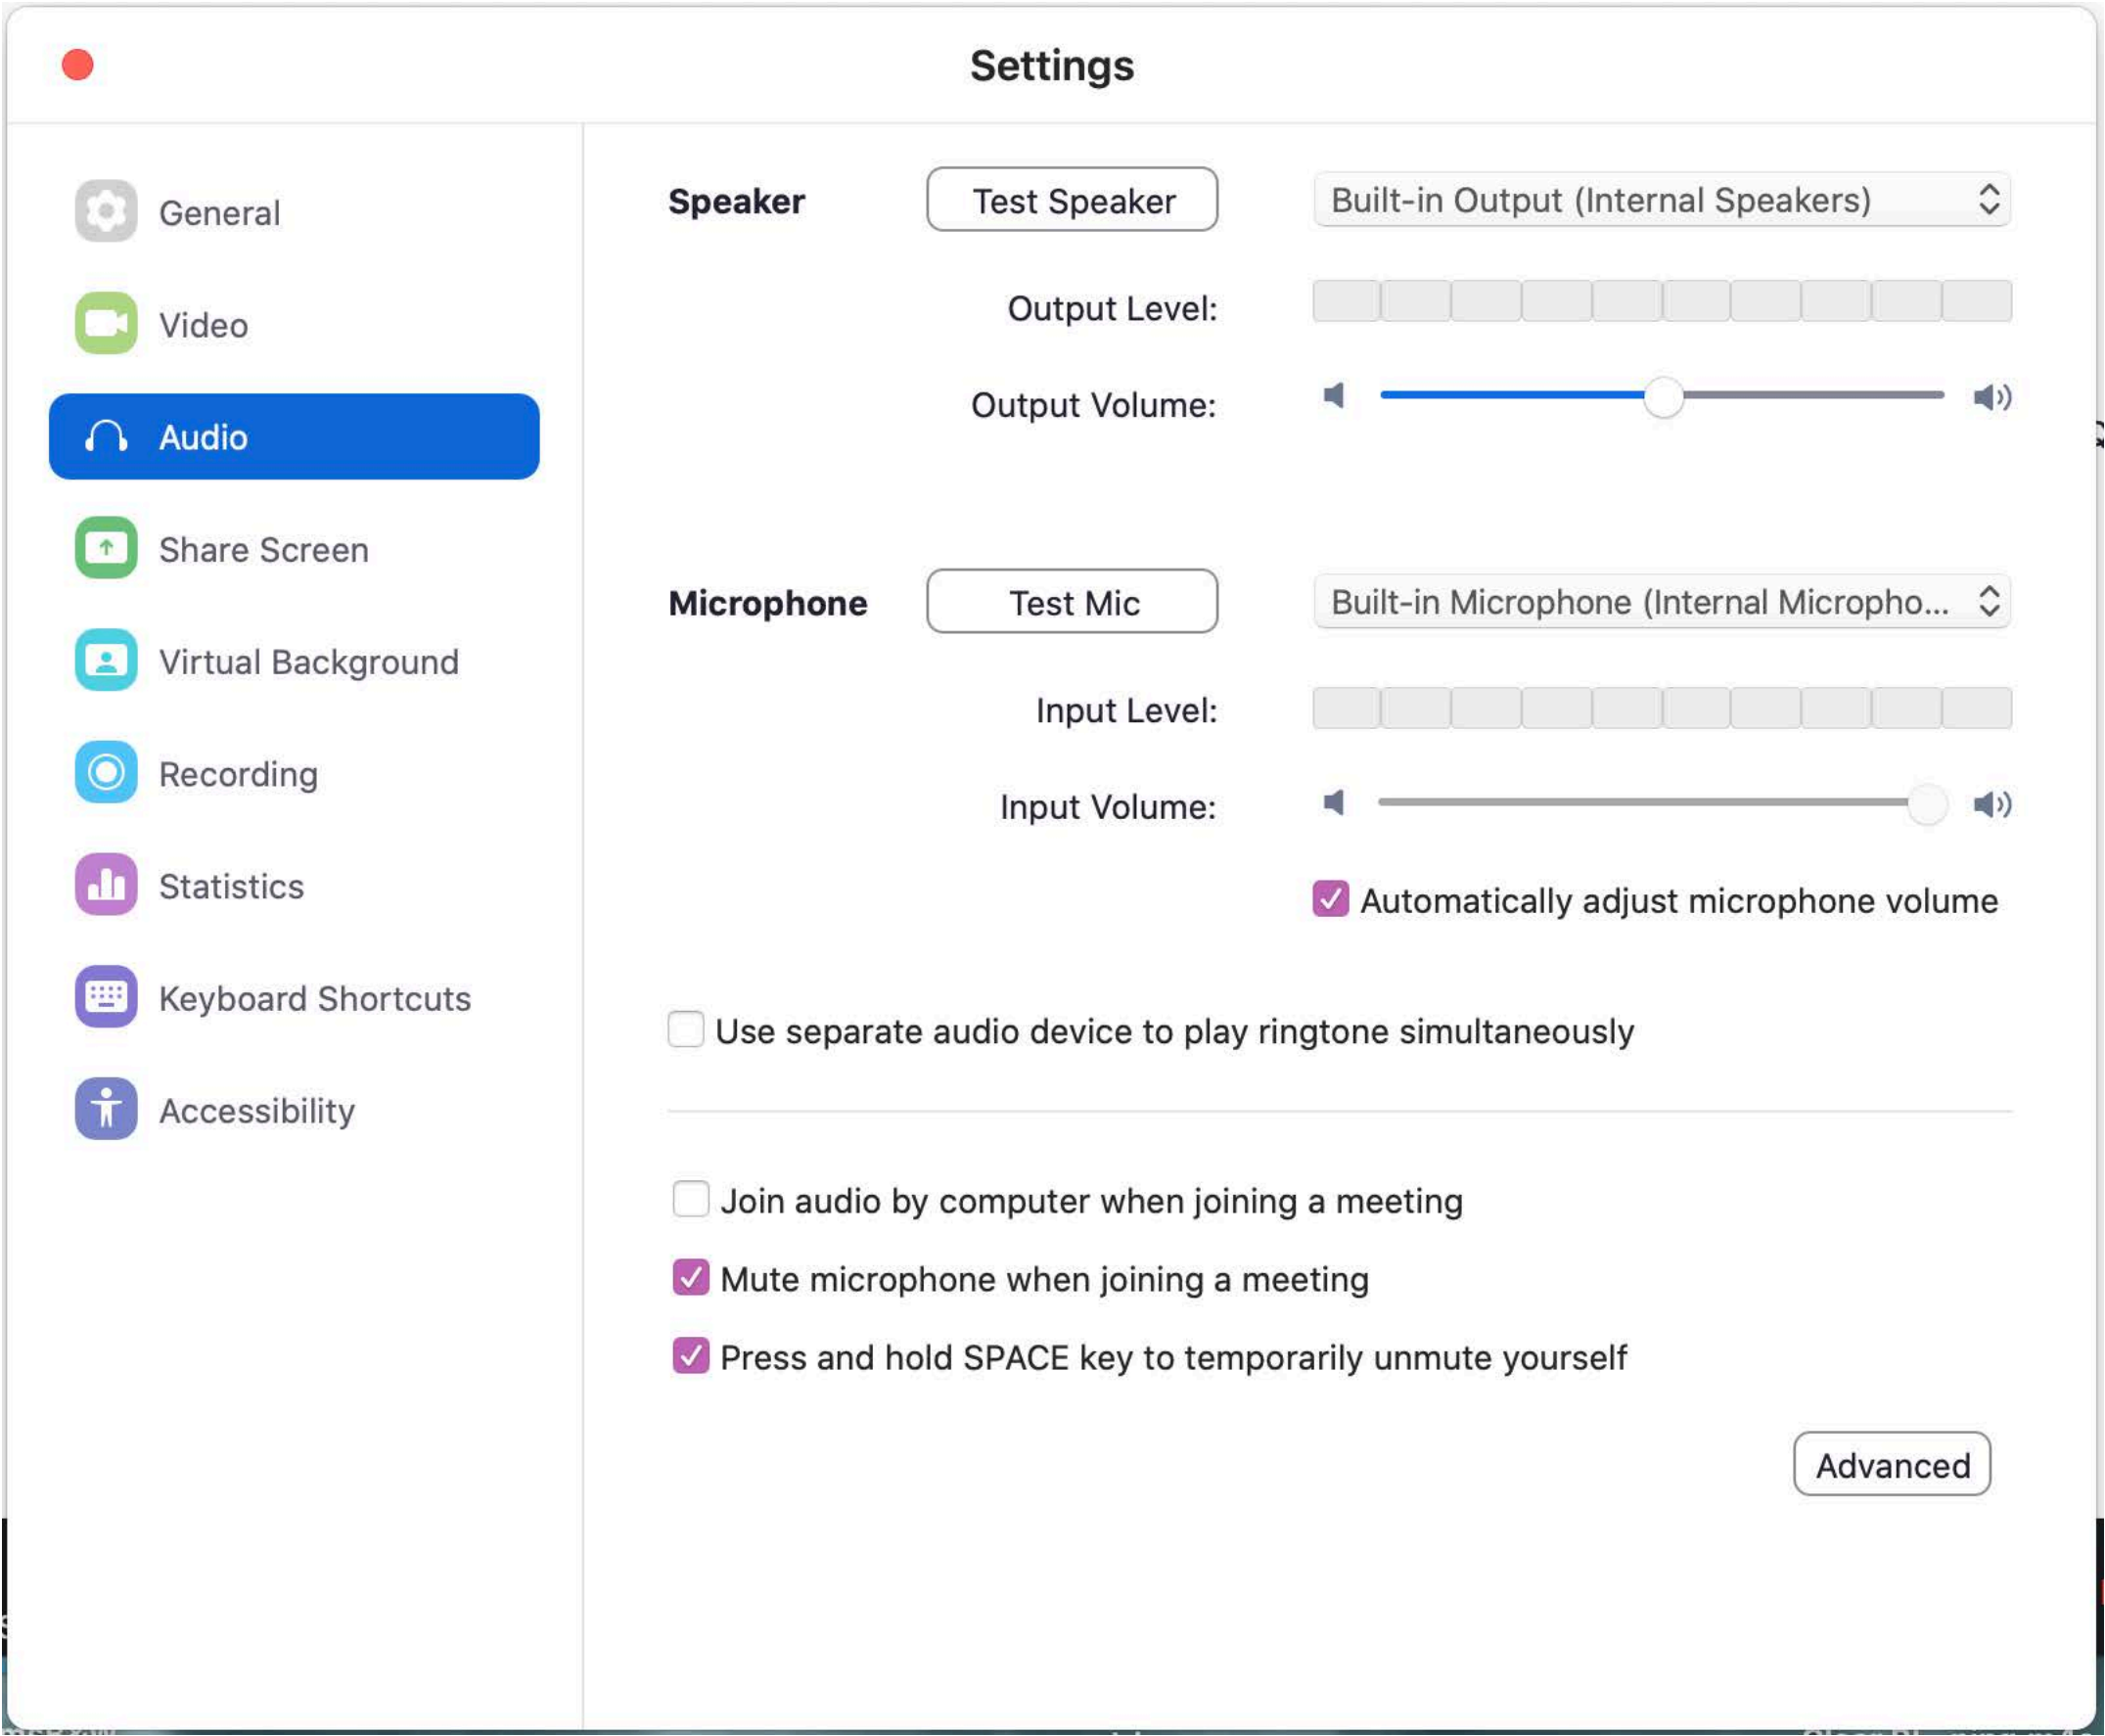 Settings
General
Video
Audio
Share Screen
Virtual Background
Recording
Statistics
Keyboard Shortcuts
Accessibility
Speaker
Test Speaker
Built-in Output (Internal Speakers)
Output Level:
Output Volume:
Microphone
Test Mic
Built-in Microphone (Internal Micropho...
Input Level:
Input Volume:
Automatically adjust microphone volume
Use separate audio device to play ringtone simultaneously
Join audio by computer when joining a meeting
Mute microphone when joining a meeting
Press and hold SPACE key to temporarily unmute yourself
Advanced